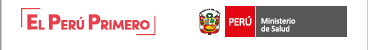 EL PERÚ PRIMERO
PERÚ
Ministerio
de Salud